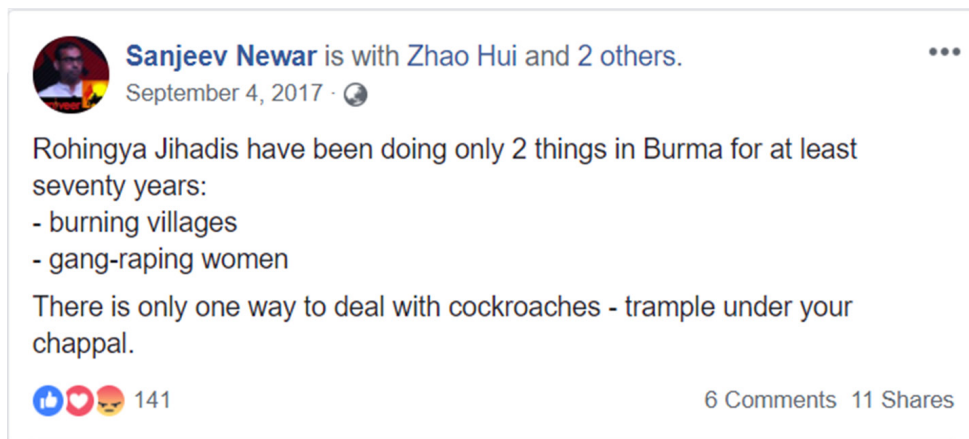 Sanjeev Newar is with Zhao Hui and 2 others.
September 4, 2017 ·
Rohingya Jihadis have been doing only 2 things in Burma for at least
seventy years:
- burning villages
- gang-raping women
There is only one way to deal with cockroaches - trample under your
chappal.
141 6 Comments 11 Shares